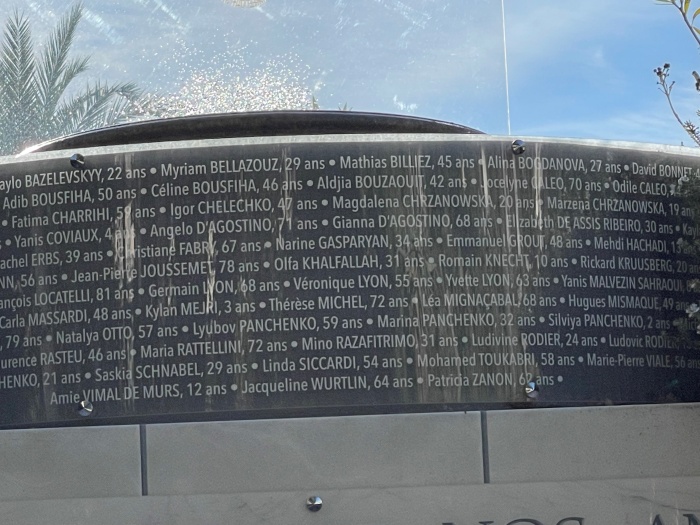 BAZELEVSKYY, 22 ans • Myriam BELLAZOUZ, 29 ans • Mathias BILLIEZ, 45 ans • Alina BOGDANOVA, 27 ans • David BONNET
Adib BOUSFIHA, 50 ans • Céline BOUSFIHA, 46 ans • Aldjia BOUZAOUIT, 42 ans • Jocelyne CALEO, 70 ans • Odile CALEO,
• Fatima CHARRIHI, ans • Igor CHELECHKO, 47 ans • Magdalena CHRZANOWSKA, 20 ans • Marzena CHRZANOWSKA, 19 ans
• Yanis COVIAUX, 4 ans • Angelo D'AGOSTINO, 71 ans • Gianna D'AGOSTINO, 68 ans • Elizabeth DE ASSIS RIBEIRO, 30 ans •
ERBS, 39 ans • Christiane FABRY, 67 ans • Narine GASPARYAN, 34 ans • Emmanuel GROUT, 48 ans • Mehdi HACHADI,
56 ans • Jean-Pierre JOUSSEMET, 78 ans • Olfa KHALFALLAH, 31 ans • Romain KNECHT, 10 ans • Rickard KRUUSBERG, 20
LOCATELLI, 81 ans • Germain LYON, 68 ans • Véronique LYON, 55 ans • Yvette LYON, 63 ans • Yanis MALVEZIN SAHRAOUI,
Carla MASSARDI, 48 ans • Kylan MEJRI, 3 ans • Thérèse MICHEL, 72 ans • Léa MIGNAÇABAL, 68 ans • Hugues MISMAQUE, 49 ans
, 79 ans • Natalya OTTO, 57 ans • Lyubov PANCHENKO, 59 ans • Marina PANCHENKO, 32 ans • Silviya PANCHENKO, 2 ans •
RASTEU, 46 ans • Maria RATTELLINI, 72 ans • Mino RAZAFITRIMO, 31 ans • Ludivine RODIER, 24 ans • Ludovic
21 ans • Saskia SCHNABEL, 29 ans • Linda SICCARDI, 54 ans • Mohamed TOUKABRI, 58 ans • Marie-Pierre VIALE, 56 ans
Amie VIMAL DE MURS, 12 ans • Jacqueline WURTLIN, 64 ans • Patricia ZANON, ans •